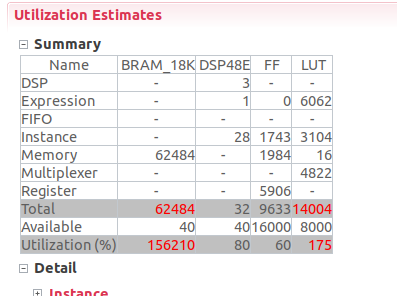 Utilization Estimates
Summary
Name BRAM_18K DSP48E FF LUT
DSP - 3 - -
Expression - 1 0 6062
FIFO - - - -
Instance - 28 1743 3104
Memory 62484 - 1984 16
Multiplexer - - - 4822
Register - - 5906 -
Total 62484 32 9633 14004
Available 40 40 16000 8000
Utilization (%) 156210 80 60 175
Detail
Instance